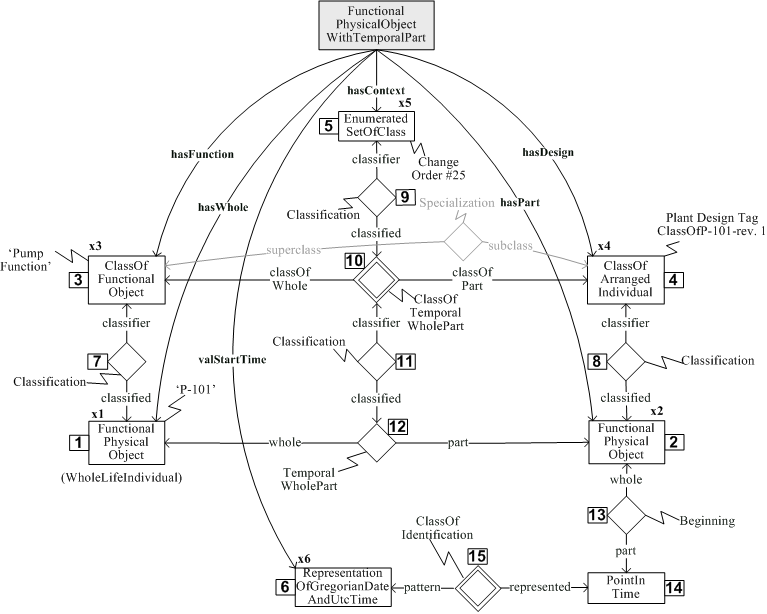 Functional
PhysicalObject
WithTemporalPart
hasContext
x5
5
Enumerated
SetOfClass
hasFunction
hasDesign
classifier
Change
Order #25
9
Classification
Specialization
hasWhole
hasPart
classified
Plant Design Tag
ClassOfP-101-rev. 1
'Pump
Function'
x3
superclass
subclass
x4
10
3
ClassOf
Functional
Object
classOf
Whole
classOf
Part
ClassOf
Arranged
Individual
4
ClassOf
Temporal
WholePart
classifier
classifier
classifier
7
Classification
valStartTime
Classification
11
8
Classification
classified
classified
classified
'P-101'
x1
x2
1
Functional
Physical
Object
whole
12
part
Functional
Physical
Object
2
(WholeLifeIndividual)
Temporal
WholePart
whole
13
Beginning
ClassOf
Identification
part
x6
15
6
Representation
OfGregorianDate
AndUtcTime
pattern
represented
PointIn
Time
14